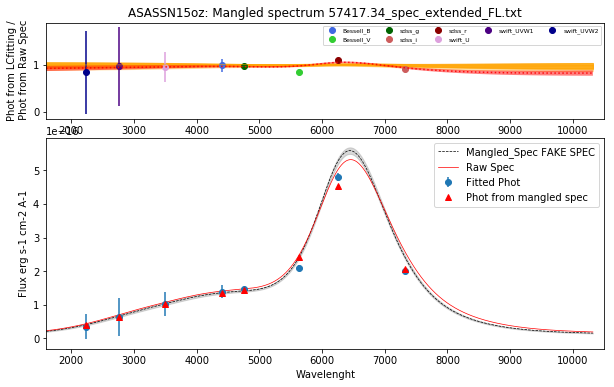 ASASSN15oz: Mangled spectrum 57417.34_spec_extended_FL.txt
Phot from LCfitting /
Phot from Raw Spec
1
0
Bessell_B
Bessell_V
sdss_g
sdss_i
sdss_r
swift_U
swift_UVW1
swift_UVW2
2000 3000 4000 5000 6000 7000 8000 9000 10000
1e−16
Flux erg s-1 cm-2 A-1
5
4
3
2
1
0
Mangled_Spec FAKE SPEC
Raw Spec
Fitted Phot
Phot from mangled spec
2000 3000 4000 5000 6000 7000 8000 9000 10000
Wavelenght